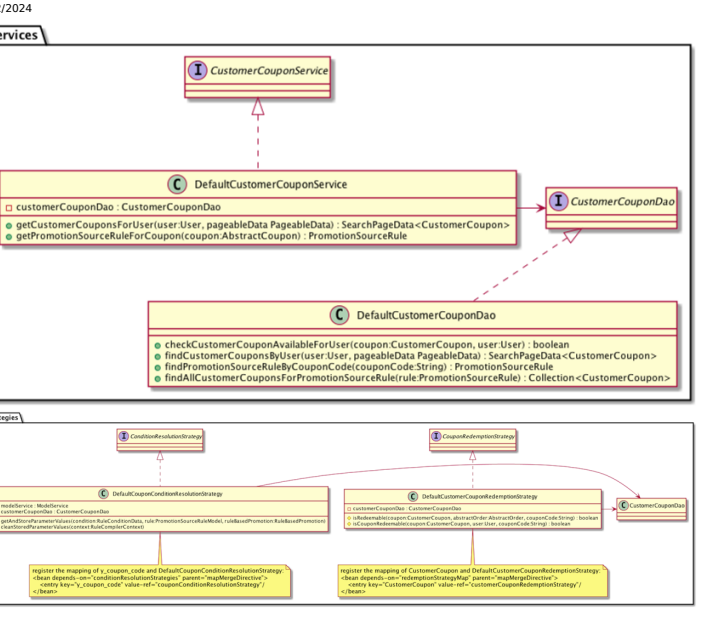 2/2024
ervices
I CustomerCouponService
C DefaultCustomerCouponService
customerCouponDao : CustomerCouponDao
getCustomerCouponsForUser(user:User, pageableData PageableData) : SearchPageData<CustomerCoupon>
getPromotionSourceRuleForCoupon(coupon:AbstractCoupon) : PromotionSourceRule
I CustomerCouponDao
C DefaultCustomerCouponDao
checkCustomerCouponAvailableForUser(coupon:CustomerCoupon, user:User) : boolean
findCustomerCouponsByUser(user:User, pageableData PageableData) : SearchPageData<CustomerCoupon>
findPromotionSourceRuleByCouponCode(couponCode:String) : PromotionSourceRule
findAllCustomerCouponsForPromotionSourceRule(rule:PromotionSourceRule) : Collection<CustomerCoupon>
tegies
I ConditionResolutionStrategy
I CouponRedemptionStrategy
C DefaultCouponConditionResolutionStrategy
modelService : ModelService
customerCouponDao : CustomerCouponDao
getAndStoreParameterValues(condition:RuleConditionData, rule:PromotionSourceRuleModel, ruleBasedPromotion:RuleBasedPromotion)
cleanStoredParameterValues(context:RuleCompilerContext)
C DefaultCustomerCouponRedemptionStrategy
customerCouponDao : CustomerCouponDao
isRedeemable(coupon:CustomerCoupon, abstractOrder:AbstractOrder, couponCode:String) : boolean
isCouponRedeemable(coupon:CustomerCoupon, user:User, couponCode:String) : boolean
C CustomerCouponDao
register the mapping of y_coupon_code and DefaultCouponConditionResolutionStrategy:
<bean depends-on="conditionResolutionStrategies" parent="mapMergeDirective">
<entry key="y_coupon_code" value-ref="couponConditionResolutionStrategy"/
</bean>
register the mapping of CustomerCoupon and DefaultCustomerCouponRedemptionStrategy:
<bean depends-on="redemptionStrategyMap" parent="mapMergeDirective">
<entry key="CustomerCoupon" value-ref="customerCouponRedemptionStrategy"/
</bean>